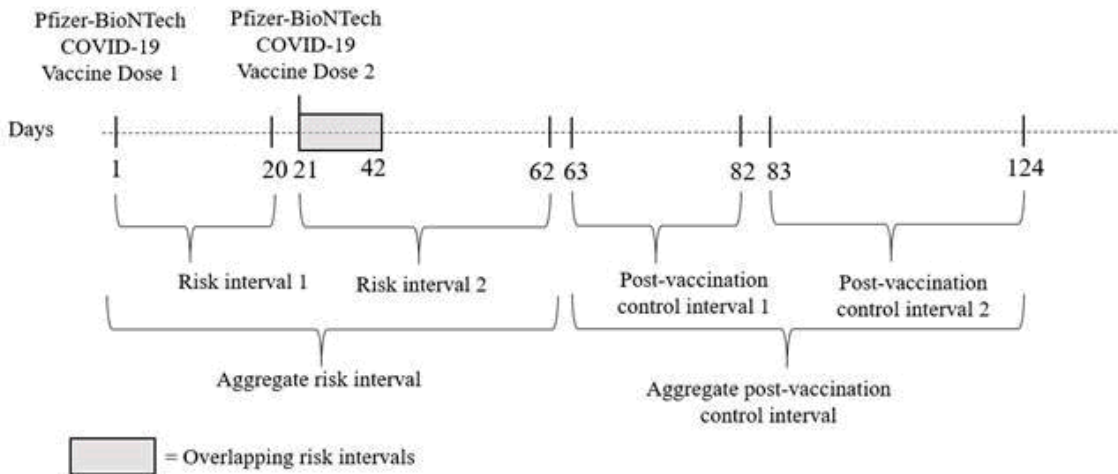 Pfizer-BioNTech
COVID-19
Vaccine Dose 1
Pfizer-BioNTech
COVID-19
Vaccine Dose 2
Days
1 20 21 42 62 63 82 83 124
Risk interval 1
Risk interval 2
Post-vaccination
control interval 1
Post-vaccination
control interval 2
Aggregate risk interval
Aggregate post-vaccination
control interval
= Overlapping risk intervals